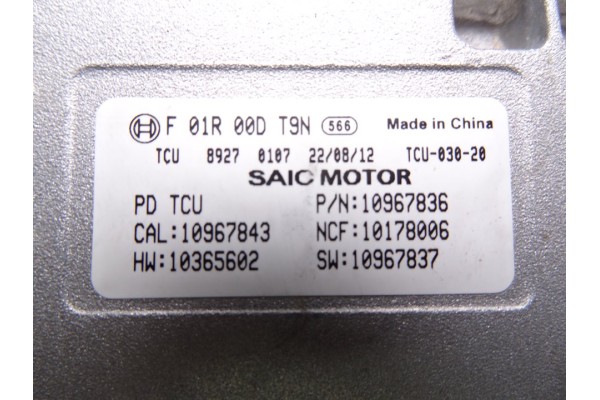 F 01R 00D T9N 566 Made in China
TCU 8927 0107 22/08/12 TCU-030-20
SAIC MOTOR
PD TCU P/N:10967836
CAL:10967843 NCF:10178006
HW:10365602 SW:10967837